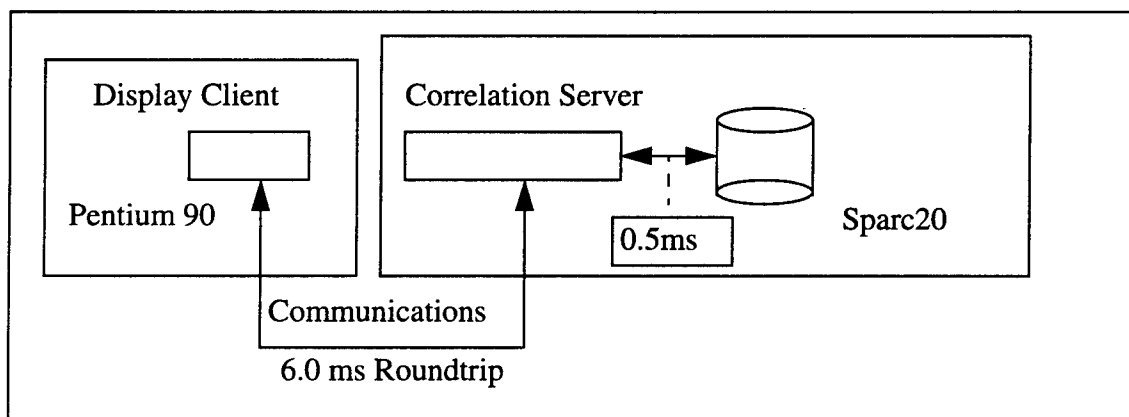 Display Client
Pentium 90
Correlation Server
0.5ms
Sparc20
Communications
6.0 ms Roundtrip